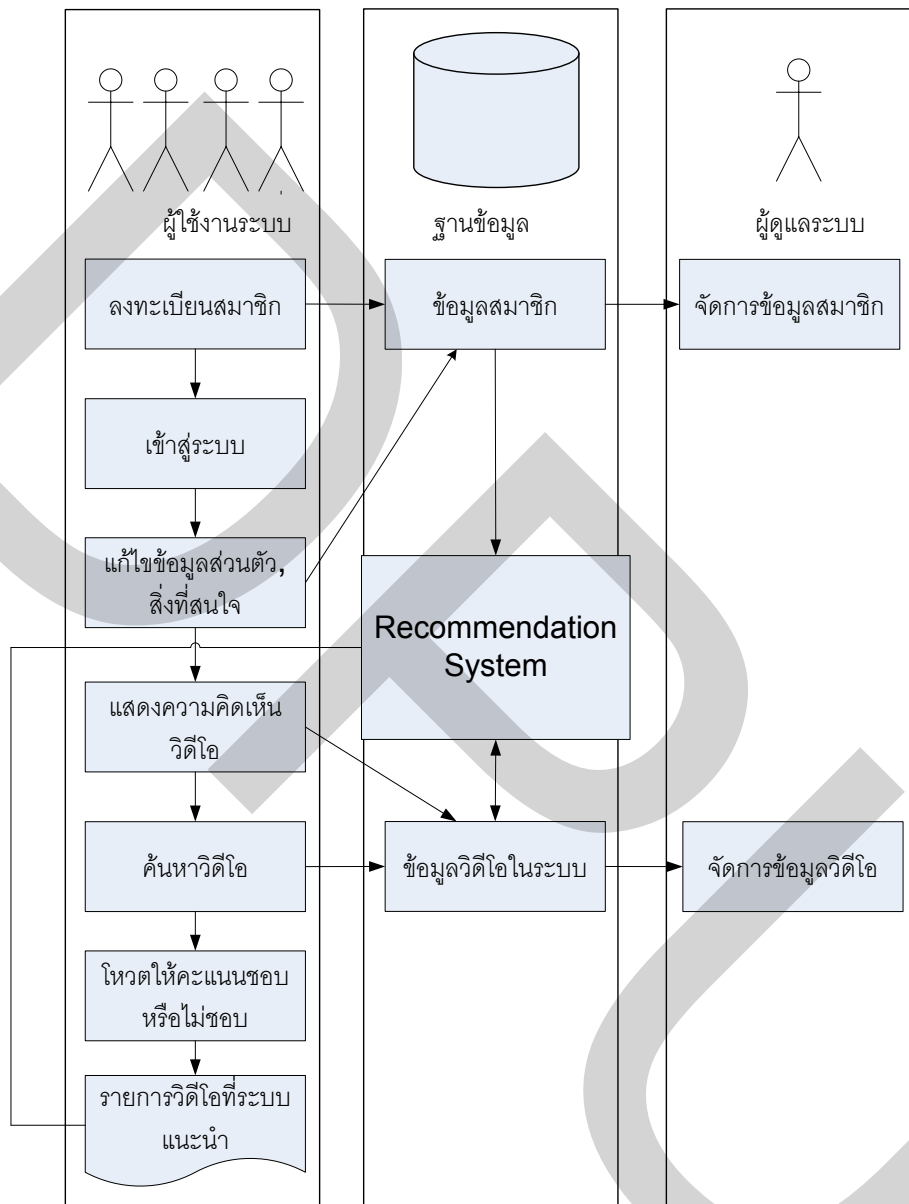 ผู้ใช้งานระบบ
ฐานข้อมูล
ผู้ดูแลระบบ
ลงทะเบียนสมาชิก
ข้อมูลสมาชิก
จัดการข้อมูลสมาชิก
เข้าสู่ระบบ
แก้ไขข้อมูลส่วนตัว,
สิ่งที่สนใจ
Recommendation
System
แสดงความคิดเห็น
วิดีโอ
ค้นหาวิดีโอ
ข้อมูลวิดีโอในระบบ
จัดการข้อมูลวิดีโอ
โหวตให้คะแนนชอบ
หรือไม่ชอบ
รายการวิดีโอที่ระบบ
แนะนำ